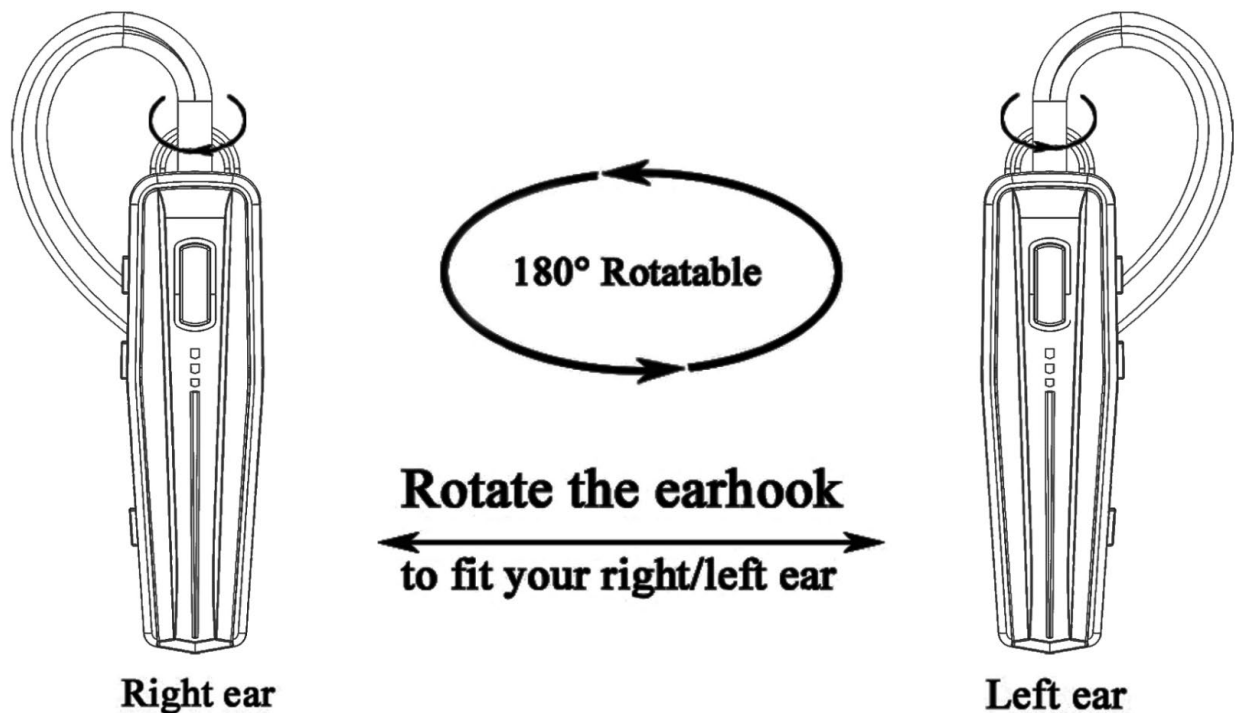 180° Rotatable
Rotate the earhook
to fit your right/left ear
Right ear
Left ear